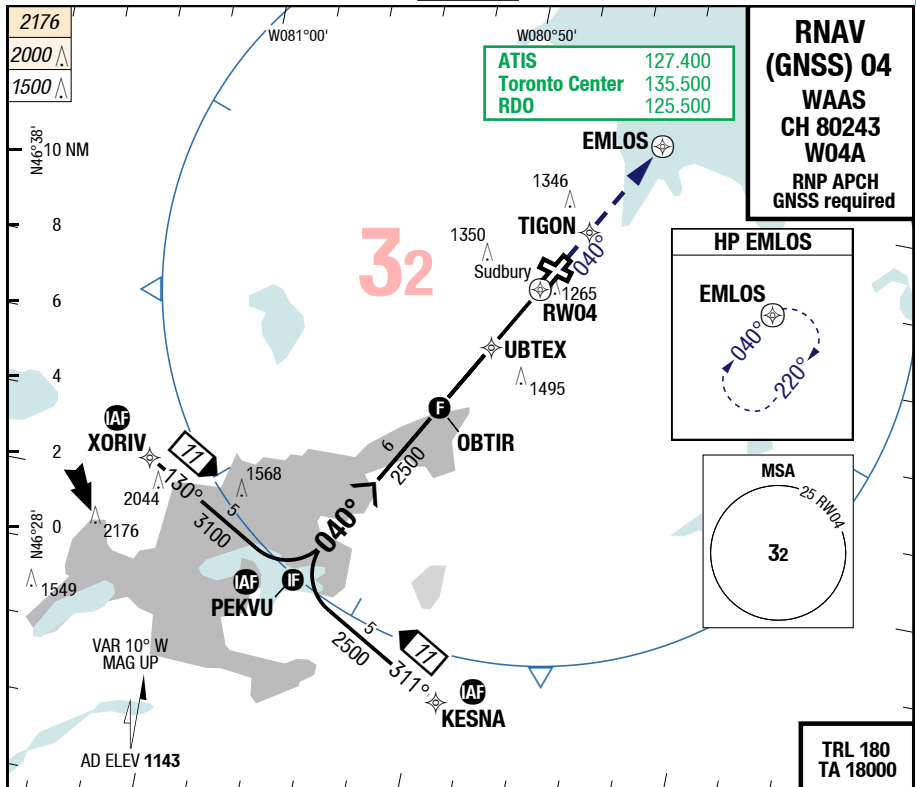 2176
2000
1500
W081°00'
W080°50'
ATIS 127.400
Toronto Center 135.500
RDO 125.500
RNAV
(GNSS) 04
WAAS
CH 80243
W04A
RNP APCH
GNSS required
N46°38'
10 NM
8
6
4
2
0
N46°28'
EMLOS
1346
TIGON
040°
1350
Sudbury
1265
RW04
32
UBTEX
1495
F
OBTIR
6
2500
HP EMLOS
EMLOS
040°
220°
IAF
XORIV
11
130°
2044
1568
5
3100
040°
2176
1549
IAF
IF
PEKVU
5
11
2500
311°
IAF
KESNA
MSA
25 RW04
32
VAR 10° W
MAG UP
AD ELEV 1143
TRL 180
TA 18000